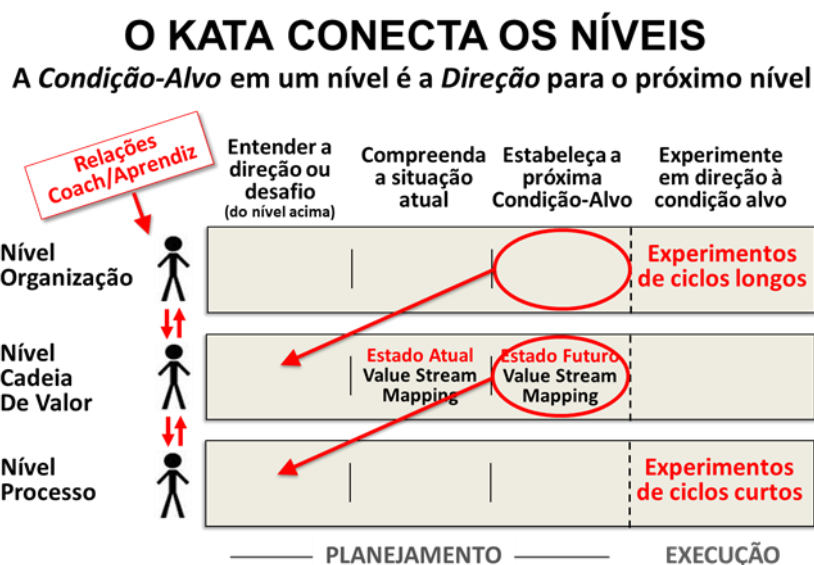 O KATA CONECTA OS NÍVEIS
A Condição-Alvo em um nível é a Direção para o próximo nível
Relações
Coach/Aprendiz
Entender a
direção ou
desafio
(do nível acima)
Compreenda
a situação
atual
Estabeleça a
próxima
Condição-Alvo
Experimente
em direção à
condição alvo
Nível
Organização
Experimentos
de ciclos longos
Nível
Cadeia
De Valor
Estado Atual
Value Stream
Mapping
Estado Futuro
Value Stream
Mapping
Nível
Processo
Experimentos
de ciclos curtos
PLANEJAMENTO
EXECUÇÃO